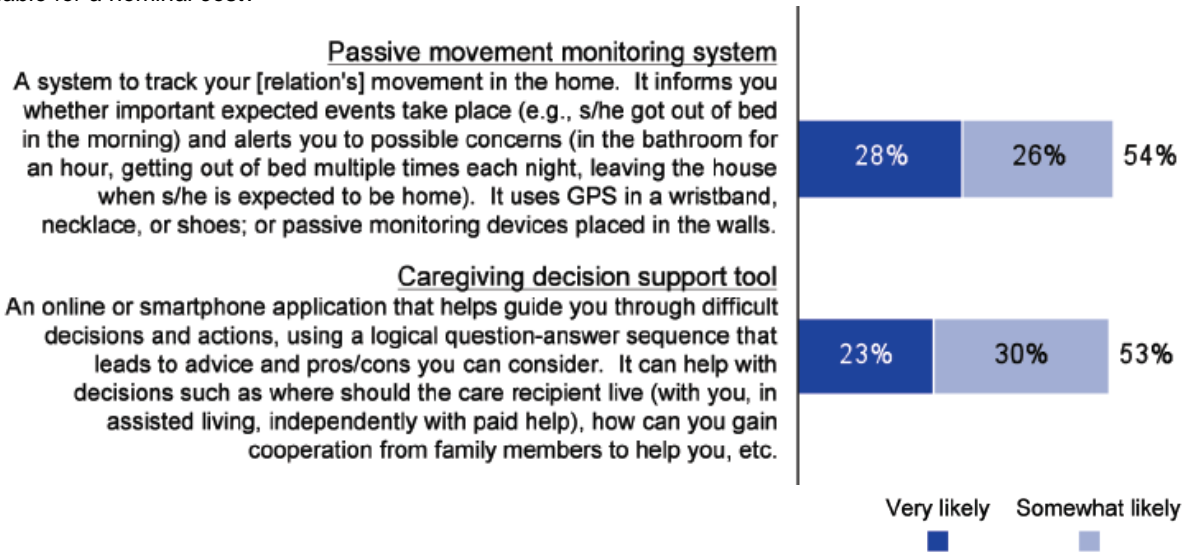 Passive movement monitoring system
A system to track your [relation's] movement in the home. It informs you
whether important expected events take place (e.g., s/he got out of bed
in the morning) and alerts you to possible concerns (in the bathroom for
an hour, getting out of bed multiple times each night, leaving the house
when s/he is expected to be home). It uses GPS in a wristband,
necklace, or shoes; or passive monitoring devices placed in the walls.
28% 26% 54%
Caregiving decision support tool
An online or smartphone application that helps guide you through difficult
decisions and actions, using a logical question-answer sequence that
leads to advice and pros/cons you can consider. It can help with
decisions such as where should the care recipient live (with you, in
assisted living, independently with paid help), how can you gain
cooperation from family members to help you, etc.
23% 30% 53%
Very likely Somewhat likely